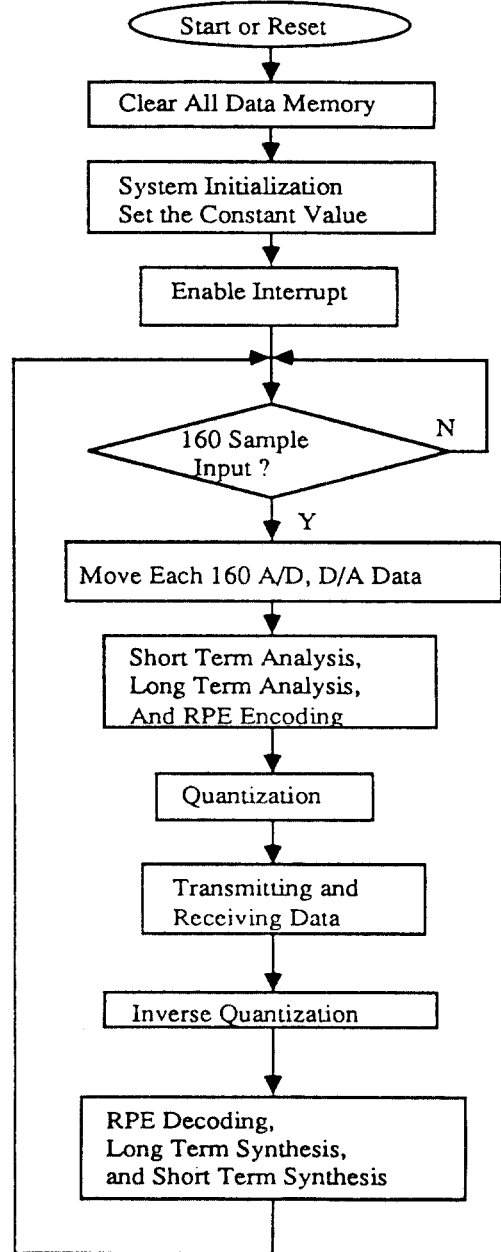 Start or Reset
Clear All Data Memory
System Initialization
Set the Constant Value
Enable Interrupt
160 Sample
Input ?
N
Y
Move Each 160 A/D, D/A Data
Short Term Analysis,
Long Term Analysis,
And RPE Encoding
Quantization
Transmitting and
Receiving Data
Inverse Quantization
RPE Decoding,
Long Term Synthesis,
and Short Term Synthesis